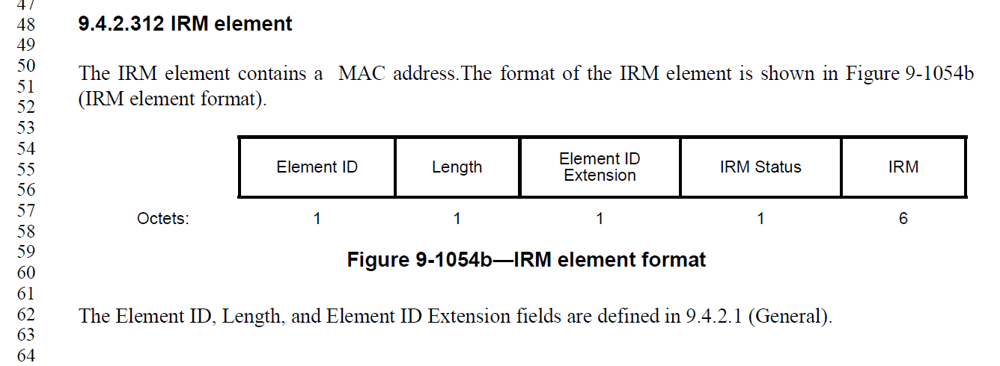 47
48 9.4.2.312 IRM element
49
50 The IRM element contains a MAC address.The format of the IRM element is shown in Figure 9-1054b
51
52 (IRM element format).
53
54
55 Element ID Length Element ID Extension IRM Status IRM
56
57 Octets: 1 1 1 1 6
58
59 Figure 9-1054b—IRM element format
60
61
62 The Element ID, Length, and Element ID Extension fields are defined in 9.4.2.1 (General).
63
64